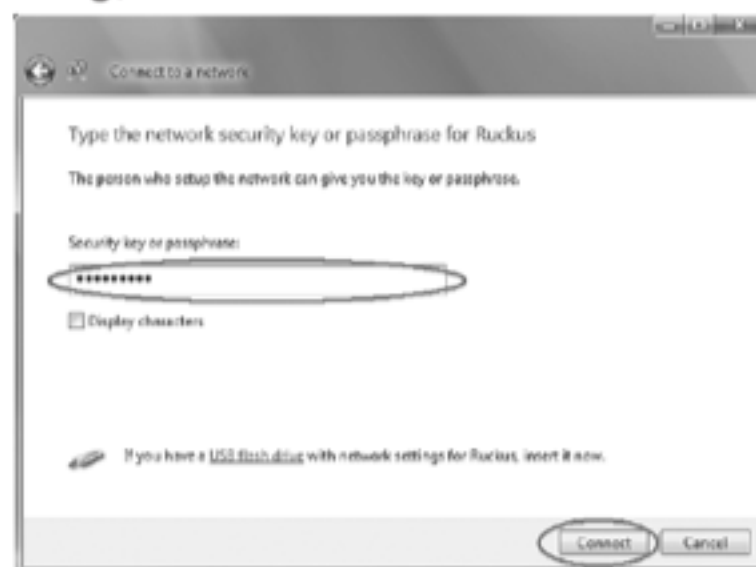 Connect to a network
Type the network security key or passphrase for Ruckus
The person who setup the network can give you the key or passphrase.
Security key or passphrase:
•••••••••
Display characters
If you have a USB flash drive with network settings for Ruckus, insert it now.
Connect
Cancel